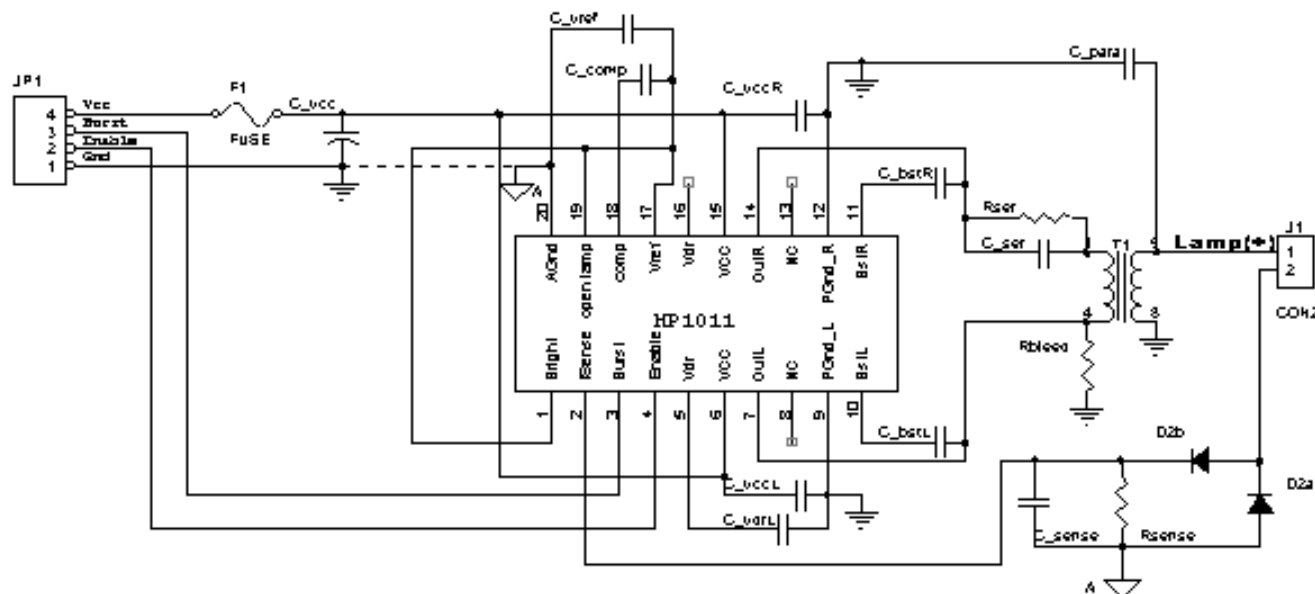 C_vref
C_para
JP1
C_comp
F1
C_vccR
Vcc
C_vcc
4
Burst
3
Enable
FUSE
2
Gnd
1
C_bstR
A
20
19
18
17
16
15
14
13
12
11
Rser
J1
C_ser
T1
Lamp(+)
1
2
AGnd
openlamp
comp
Vref
Vdr
VCC
OutR
NC
PGnd_R
BstR
MP1011
4
8
CON2
Rbleed
Bright
Isense
Burst
Enable
Vdr
VCC
OutL
NC
PGnd_L
BstL
1
2
3
4
5
6
7
8
9
10
C_bstL
D2b
C_vccL
D2a
C_vdrL
C_sense
Rsense
A